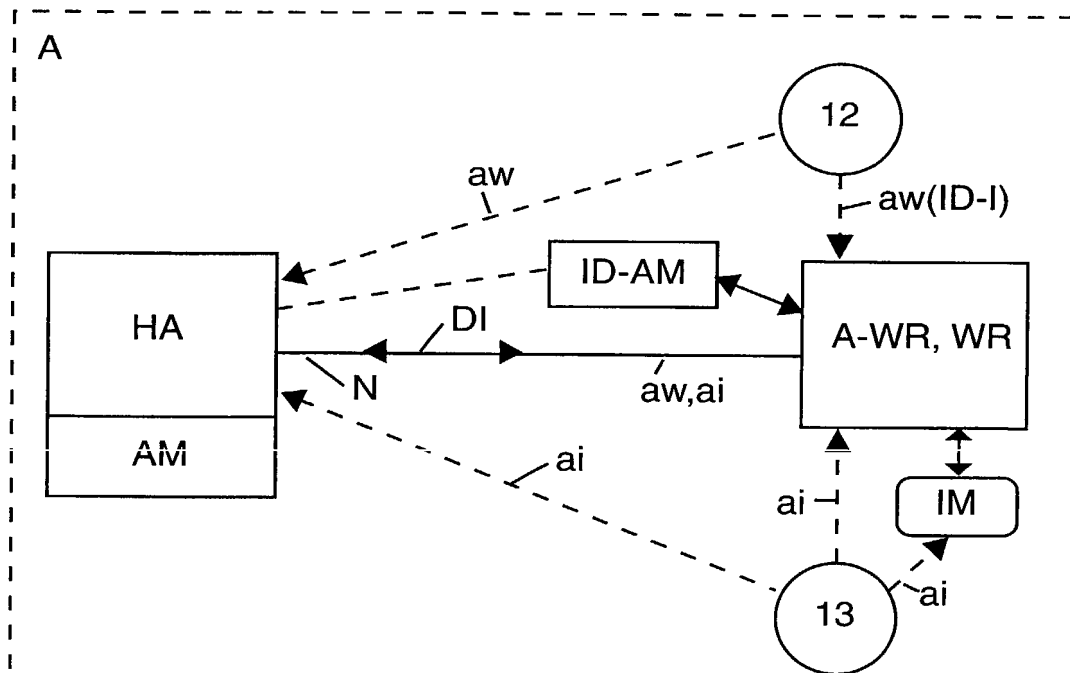 A
12
aw
aw(ID-I)
ID-AM
HA
DI
A-WR, WR
N
aw,ai
AM
ai
ai
IM
ai
13